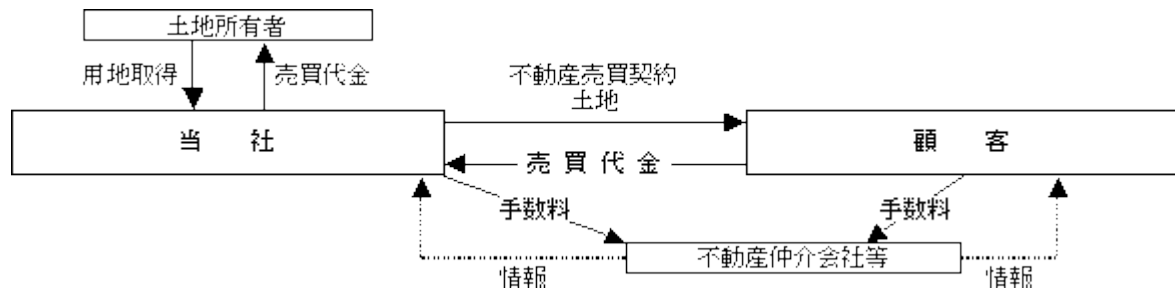 土地所有者
用地取得
売買代金
不動産売買契約
土地
当社
顧客
売買代金
手数料
手数料
不動産仲介会社等
情報
情報